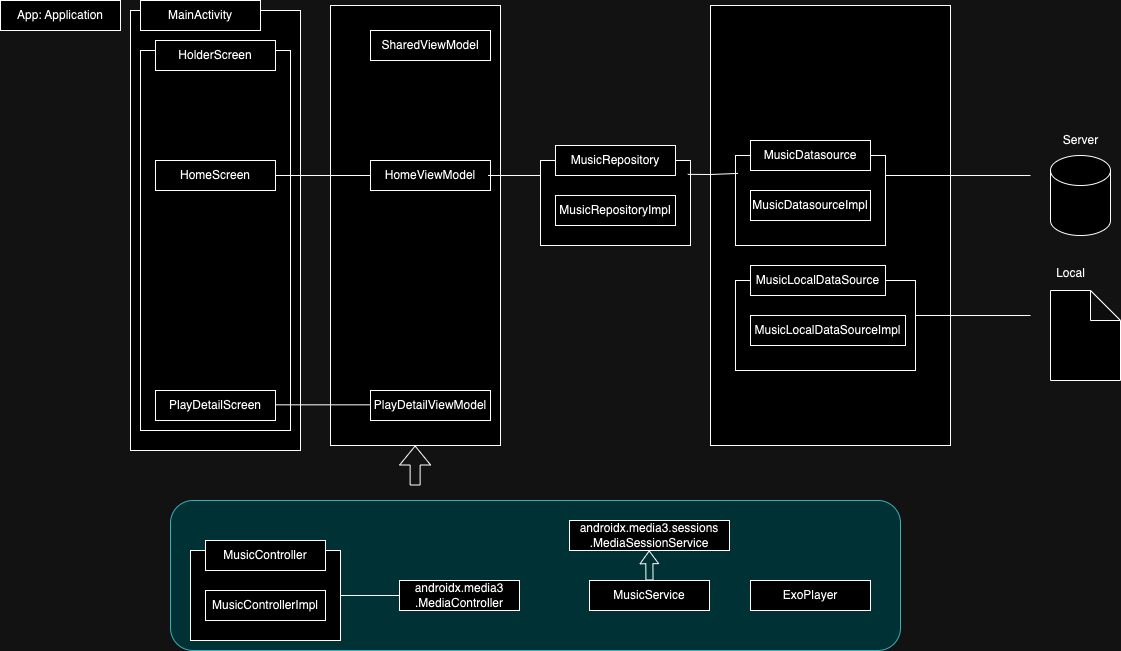 App: Application
MainActivity
HolderScreen
SharedViewModel
Server
HomeScreen
HomeViewModel
MusicRepository
MusicRepositoryImpl
MusicDatasource
MusicDatasourceImpl
Local
MusicLocalDataSource
MusicLocalDataSourceImpl
PlayDetailScreen
PlayDetailViewModel
androidx.media3.sessions
.MediaSessionService
MusicController
MusicControllerImpl
androidx.media3
.MediaController
MusicService
ExoPlayer